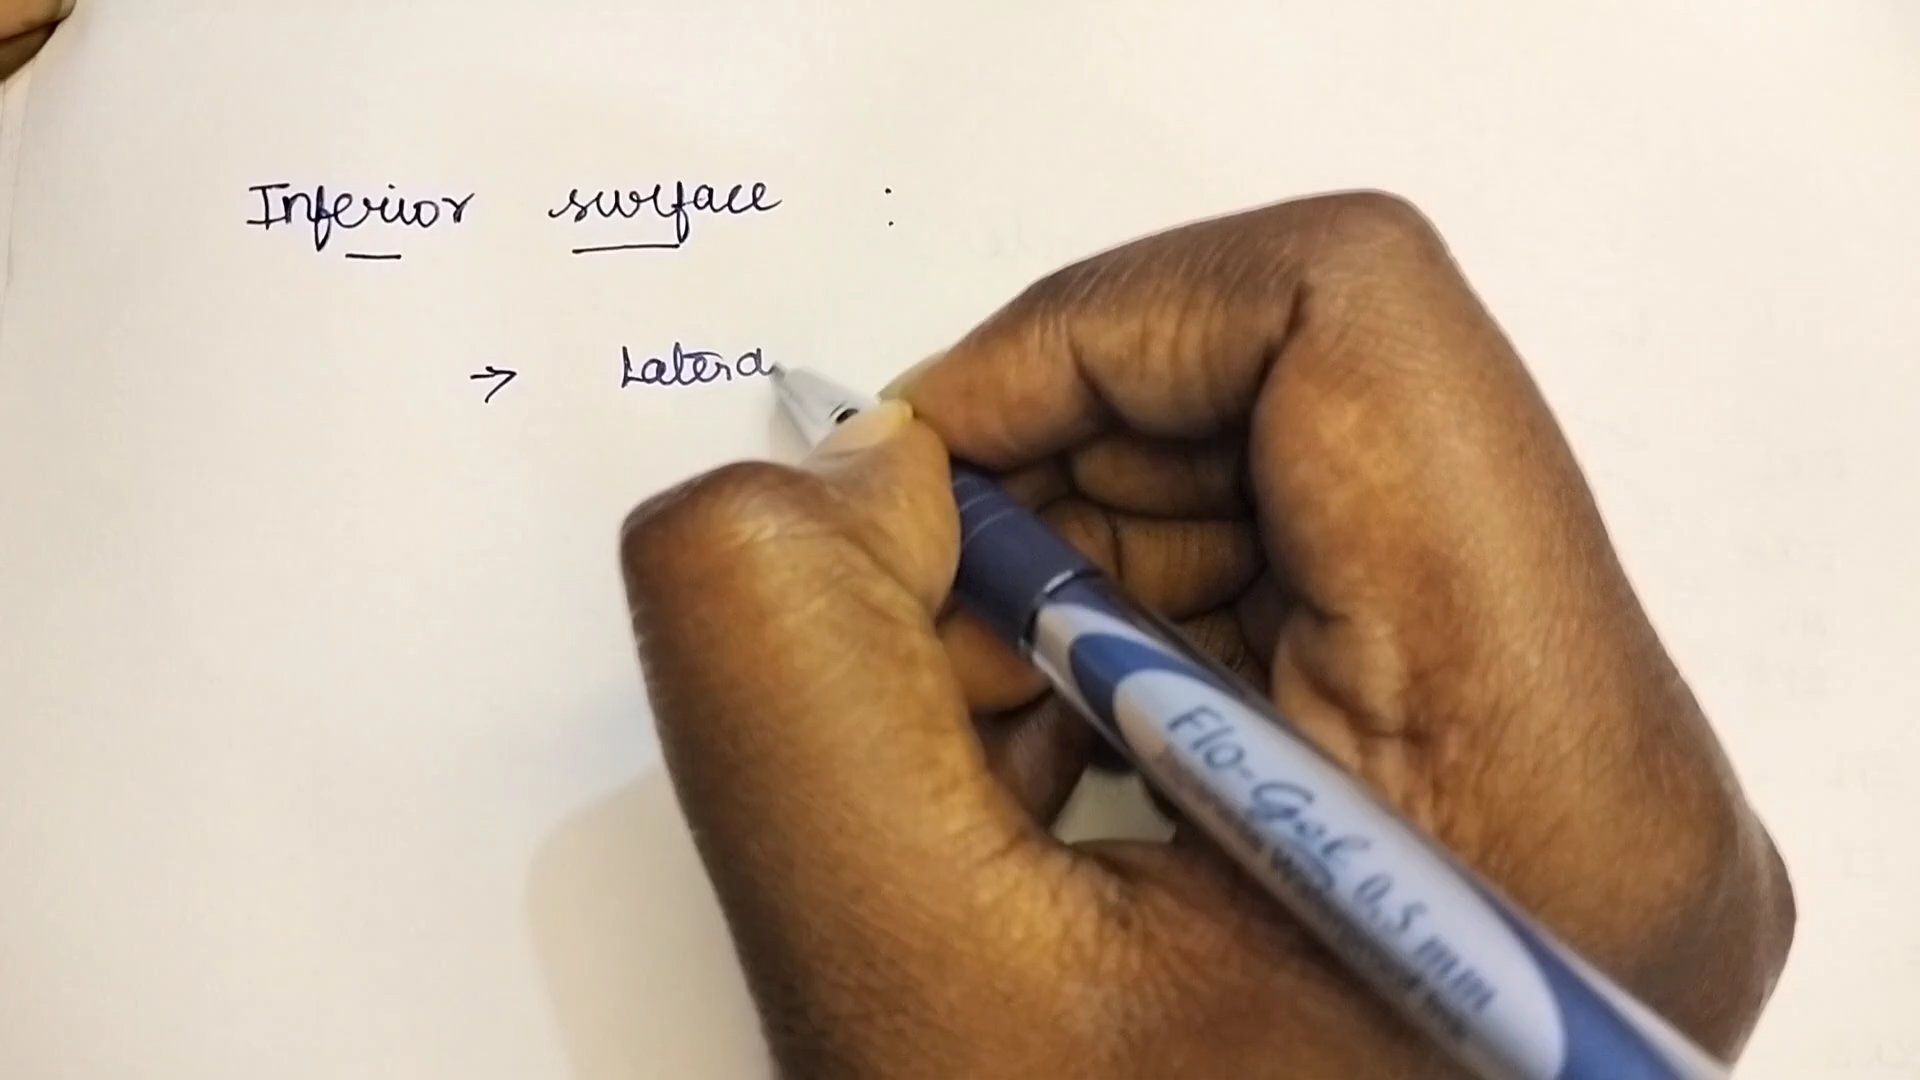 Inferior surface :
→ Latera
Flo-Gel 0.5 mm